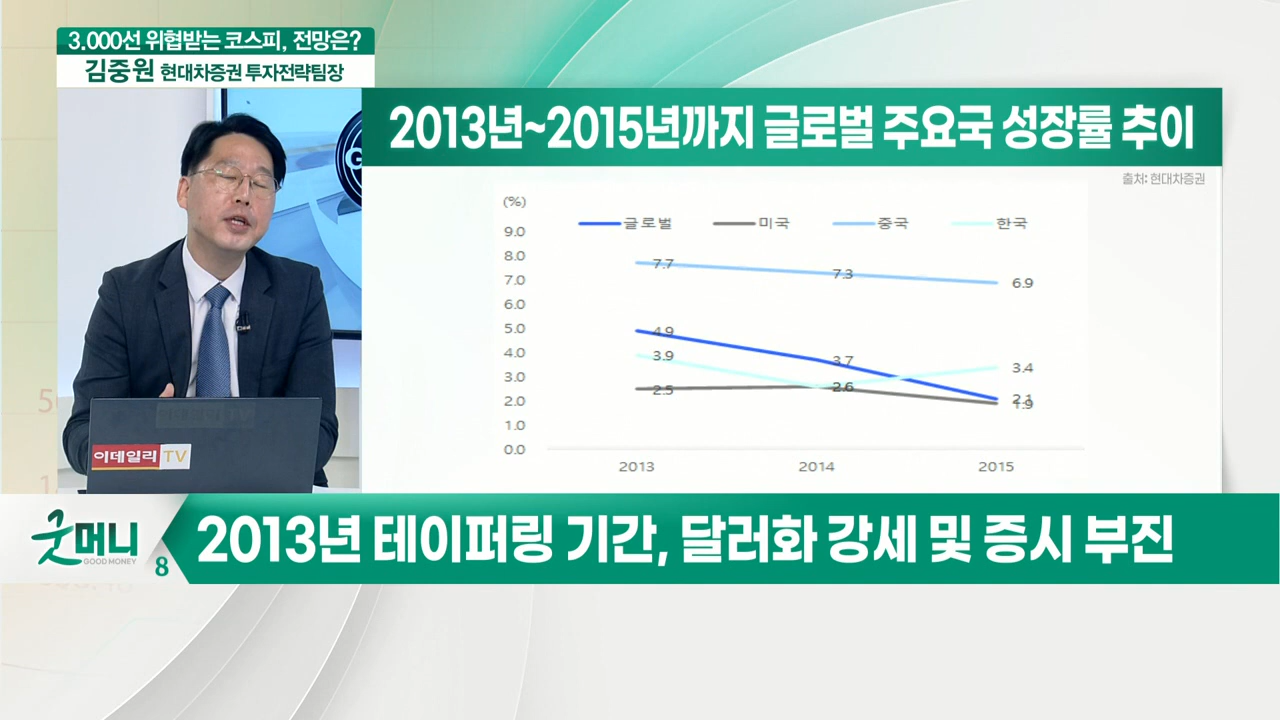 3.000선 위협받는 코스피, 전망은?
김중원 현대차증권 투자전략팀장
2013년~2015년까지 글로벌 주요국 성장률 추이
출처: 현대차증권
(%)
글로벌 미국 중국 한국
9.0
8.0
7.0
6.0
5.0
4.0
3.0
2.0
1.0
0.0
7.7 7.3 6.9
4.9 3.7 2.1
3.9 2.6 3.4
2.5 2.6 1.9
2013 2014 2015
이데일리 TV
굿머니
GOOD MONEY
8
2013년 테이퍼링 기간, 달러화 강세 및 증시 부진